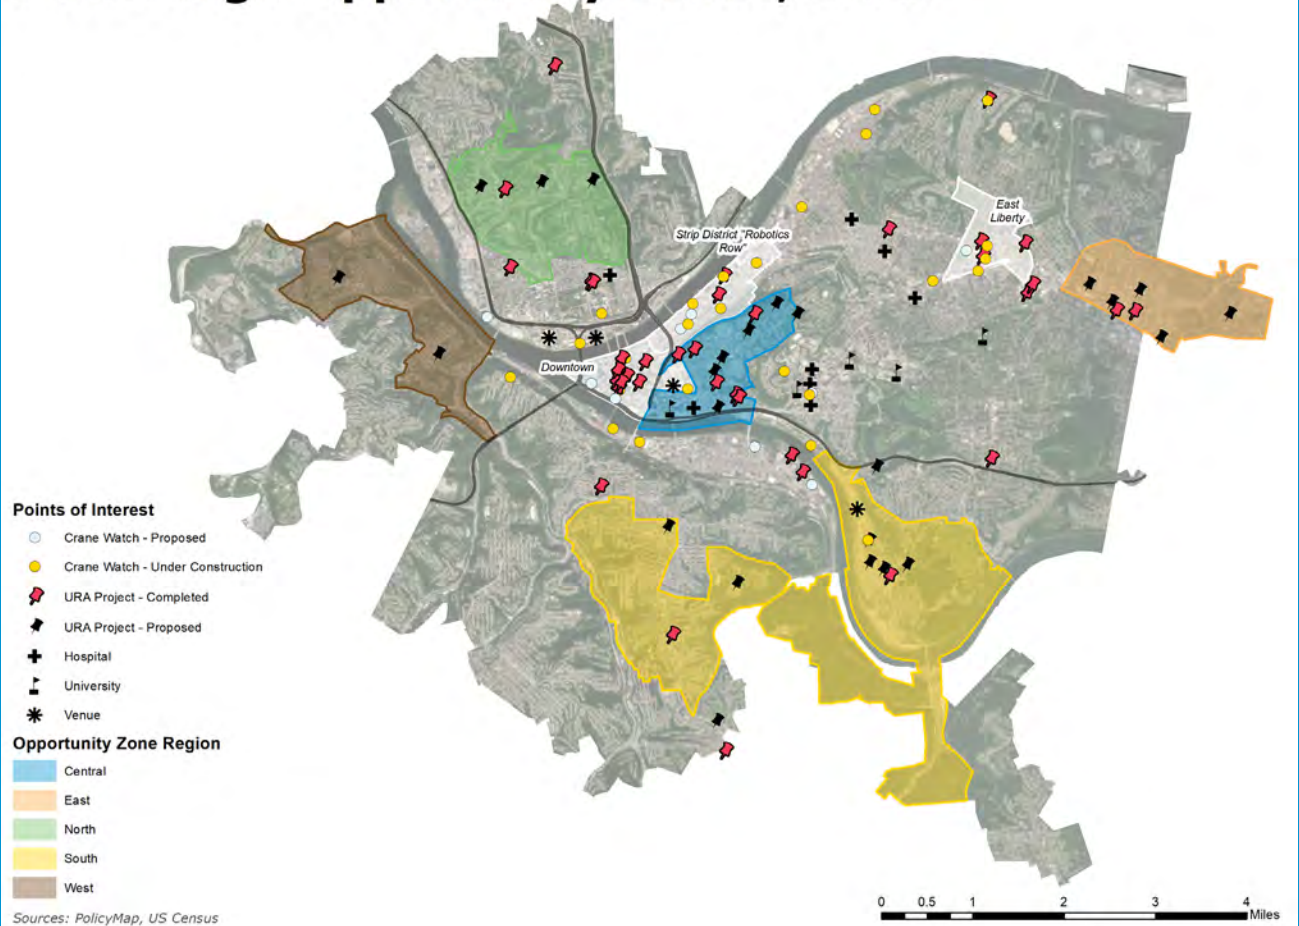 Strip District "Robotics
Row"
East
Liberty
Downtown
Points of Interest
Crane Watch - Proposed
Crane Watch - Under Construction
URA Project - Completed
URA Project - Proposed
Hospital
University
Venue
Opportunity Zone Region
Central
East
North
South
West
Sources: PolicyMap, US Census
0 0.5 1 2 3 4
Miles